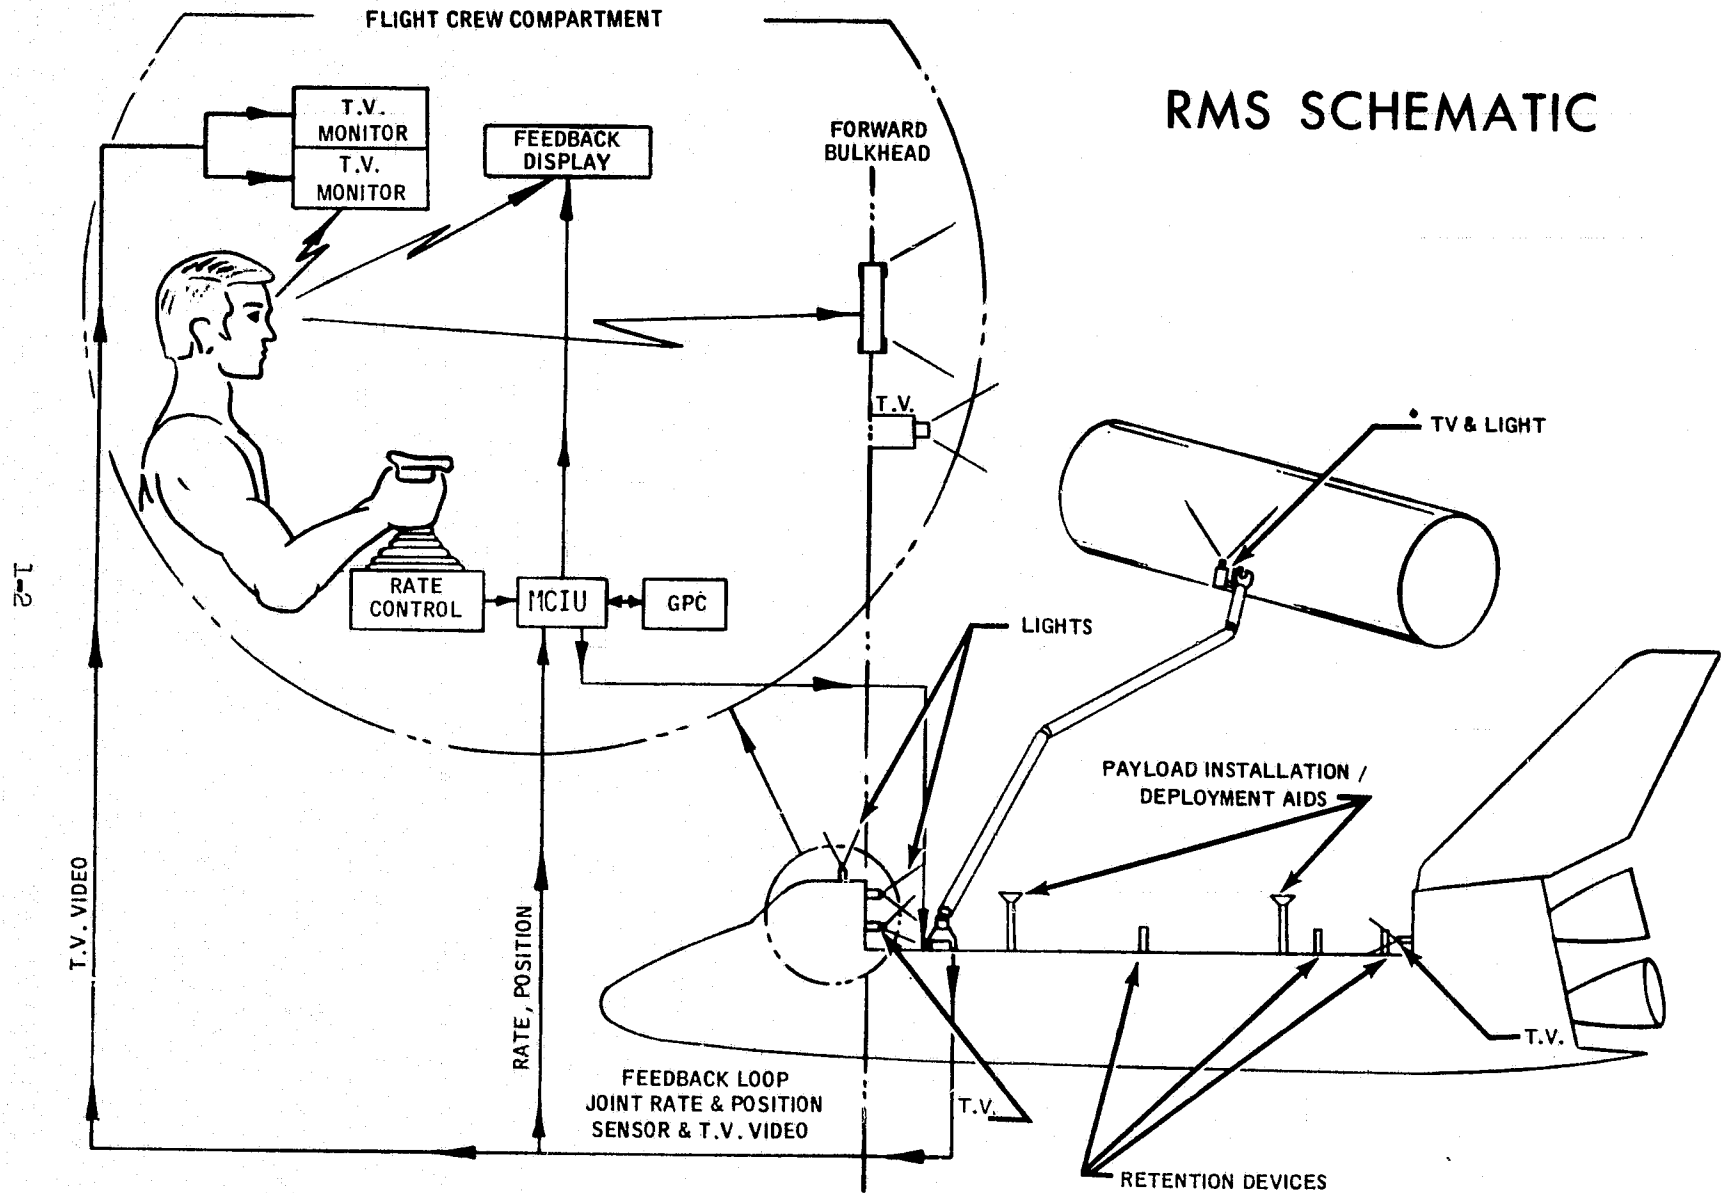 FLIGHT CREW COMPARTMENT
RMS SCHEMATIC
T.V.
MONITOR
T.V.
MONITOR
FEEDBACK
DISPLAY
FORWARD
BULKHEAD
T.V.
TV & LIGHT
RATE
CONTROL
MCIU
GPC
1-2
LIGHTS
PAYLOAD INSTALLATION /
DEPLOYMENT AIDS
T.V. VIDEO
RATE, POSITION
T.V.
FEEDBACK LOOP
JOINT RATE & POSITION
SENSOR & T.V. VIDEO
T.V.
RETENTION DEVICES